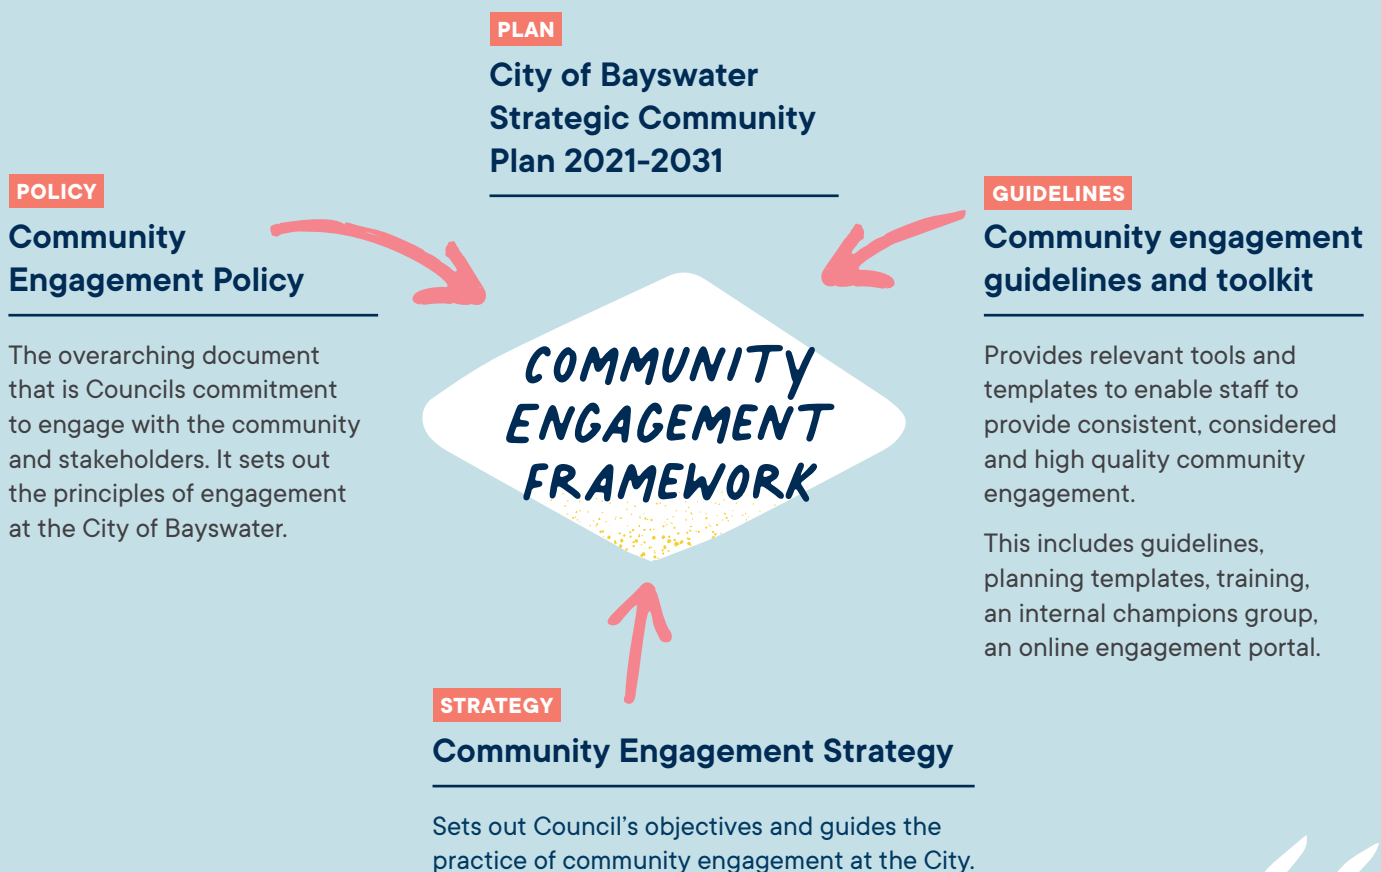 PLAN
City of Bayswater
Strategic Community
Plan 2021-2031
POLICY
Community
Engagement Policy
The overarching document
that is Councils commitment
to engage with the community
and stakeholders. It sets out
the principles of engagement
at the City of Bayswater.
COMMUNITY
ENGAGEMENT
FRAMEWORK
GUIDELINES
Community engagement
guidelines and toolkit
Provides relevant tools and
templates to enable staff to
provide consistent, considered
and high quality community
engagement.
This includes guidelines,
planning templates, training,
an internal champions group,
an online engagement portal.
STRATEGY
Community Engagement Strategy
Sets out Council’s objectives and guides the
practice of community engagement at the City.